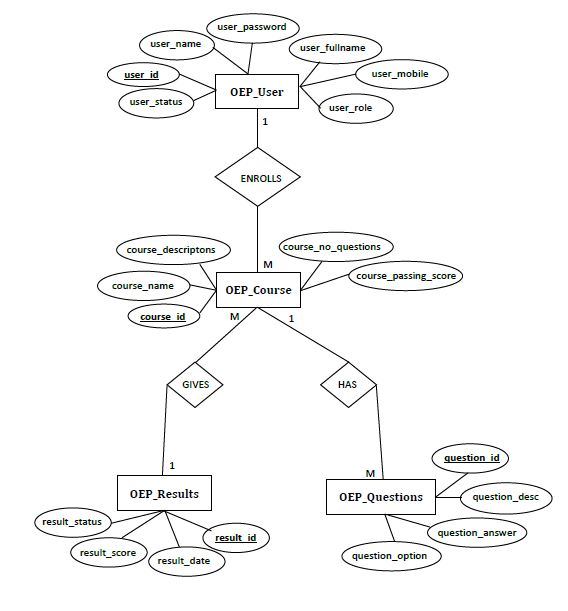 user_password
user_name
user_fullname
user_id
user_mobile
user_status
OEP_User
user_role
1
ENROLLS
M
course_descriptons
course_no_questions
course_name
OEP_Course
course_passing_score
course_id
M
1
GIVES
HAS
1
M
question_id
OEP_Results
OEP_Questions
question_desc
result_status
result_id
question_answer
result_score
result_date
question_option